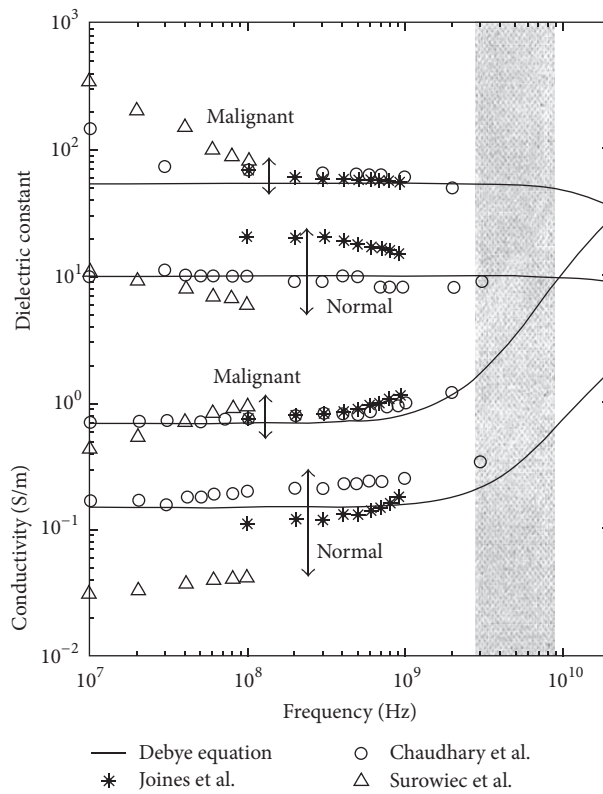 10^3
10^2
10^1
10^0
10^−1
10^−2
Dielectric constant
Conductivity (S/m)
Malignant
Normal
Malignant
Normal
10^7 10^8 10^9 10^10
Frequency (Hz)
Debye equation
Joines et al.
Chaudhary et al.
Surowiec et al.